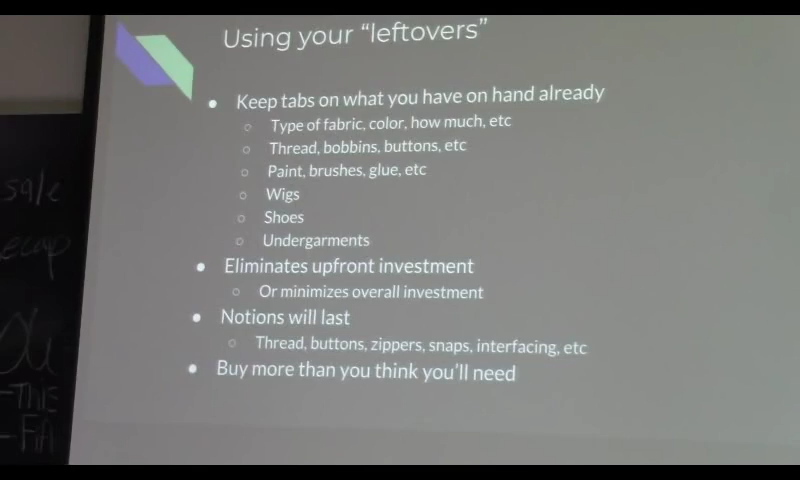 Using your “leftovers”
● Keep tabs on what you have on hand already
○ Type of fabric, color, how much, etc
○ Thread, bobbins, buttons, etc
○ Paint, brushes, glue, etc
○ Wigs
○ Shoes
○ Undergarments
● Eliminates upfront investment
○ Or minimizes overall investment
● Notions will last
○ Thread, buttons, zippers, snaps, interfacing, etc
● Buy more than you think you’ll need
sale
ecap